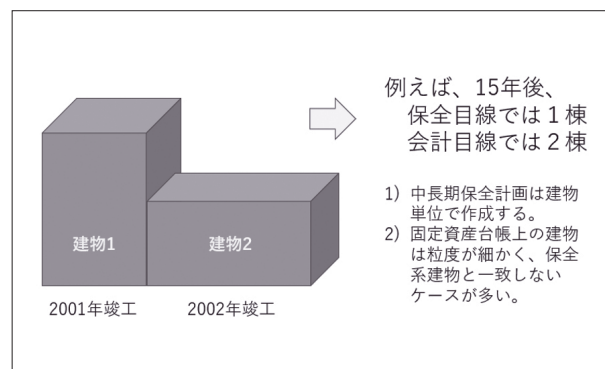 建物1
建物2
2001年竣工
2002年竣工
例えば、15年後、
保全目線では1棟
会計目線では2棟
1) 中長期保全計画は建物
単位で作成する。
2) 固定資産台帳上の建物
は粒度が細かく、保全
系建物と一致しない
ケースが多い。